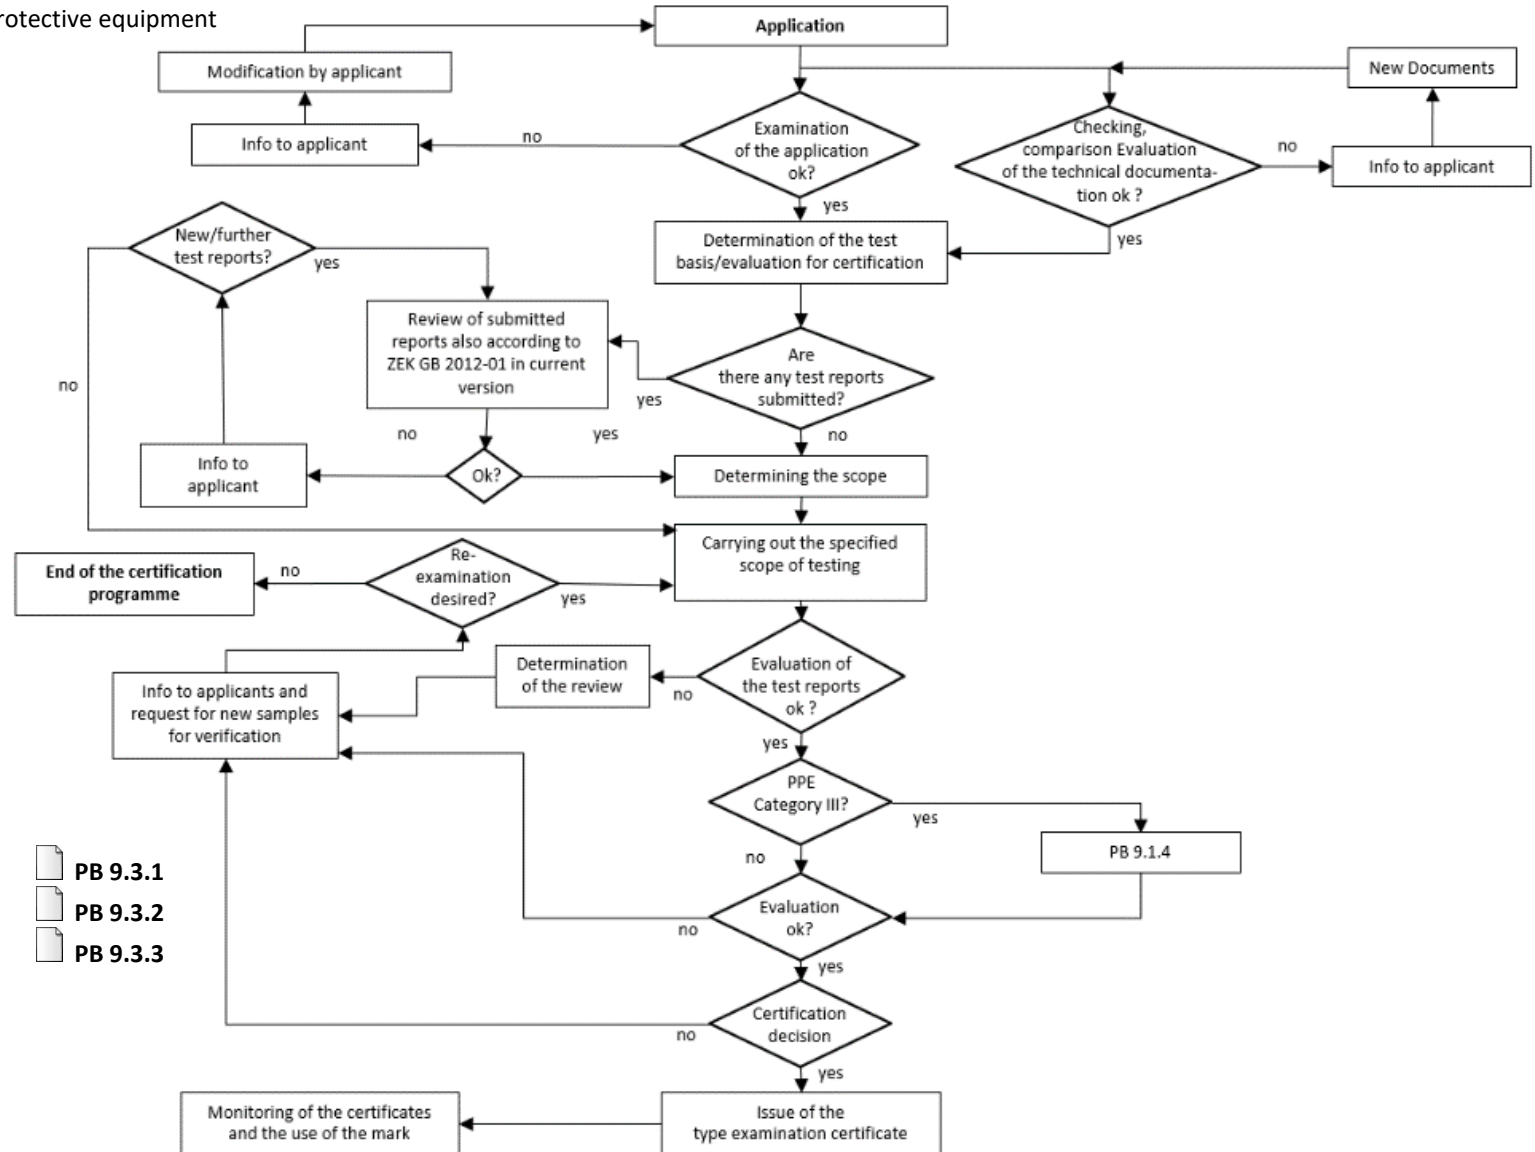 rotective equipment
Application
Modification by applicant
New Documents
Info to applicant
no
Examination
of the application
ok?
Checking,
comparison Evaluation
of the technical documenta-
tion ok ?
no
Info to applicant
yes
yes
New/further
test reports?
yes
Determination of the test
basis/evaluation for certification
Review of submitted
reports also according to
ZEK GB 2012-01 in current
version
Are
there any test reports
submitted?
no
yes
no
yes
no
Info to
applicant
Ok?
Determining the scope
Carrying out the specified
scope of testing
End of the certification
programme
no
Re-
examination
desired?
yes
Determination
of the review
no
Evaluation of
the test reports
ok ?
Info to applicants and
request for new samples
for verification
yes
PPE
Category III?
yes
PB 9.1.4
no
PB 9.3.1
PB 9.3.2
PB 9.3.3
Evaluation
ok?
no
yes
Certification
decision
no
yes
Monitoring of the certificates
and the use of the mark
Issue of the
type examination certificate